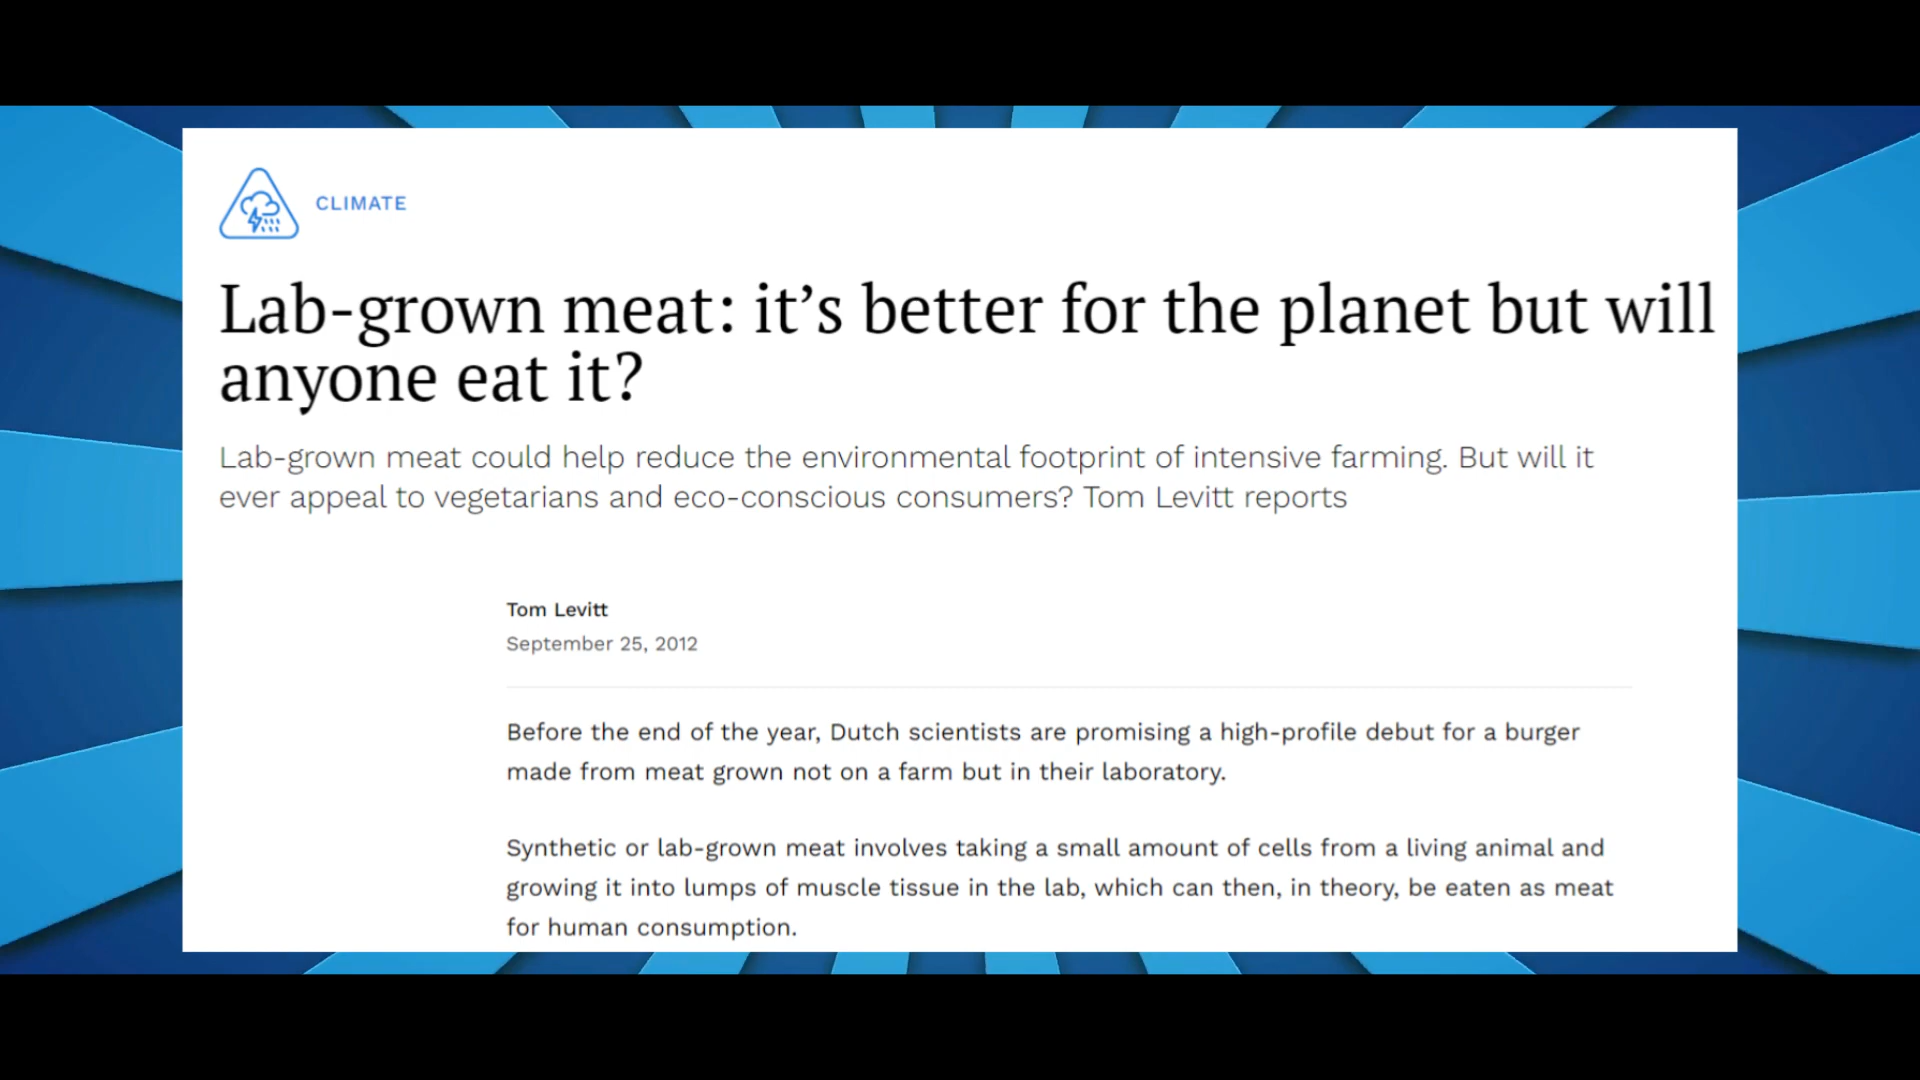 CLIMATE
Lab-grown meat: it’s better for the planet but will
anyone eat it?
Lab-grown meat could help reduce the environmental footprint of intensive farming. But will it
ever appeal to vegetarians and eco-conscious consumers? Tom Levitt reports
Tom Levitt
September 25, 2012
Before the end of the year, Dutch scientists are promising a high-profile debut for a burger
made from meat grown not on a farm but in their laboratory.
Synthetic or lab-grown meat involves taking a small amount of cells from a living animal and
growing it into lumps of muscle tissue in the lab, which can then, in theory, be eaten as meat
for human consumption.